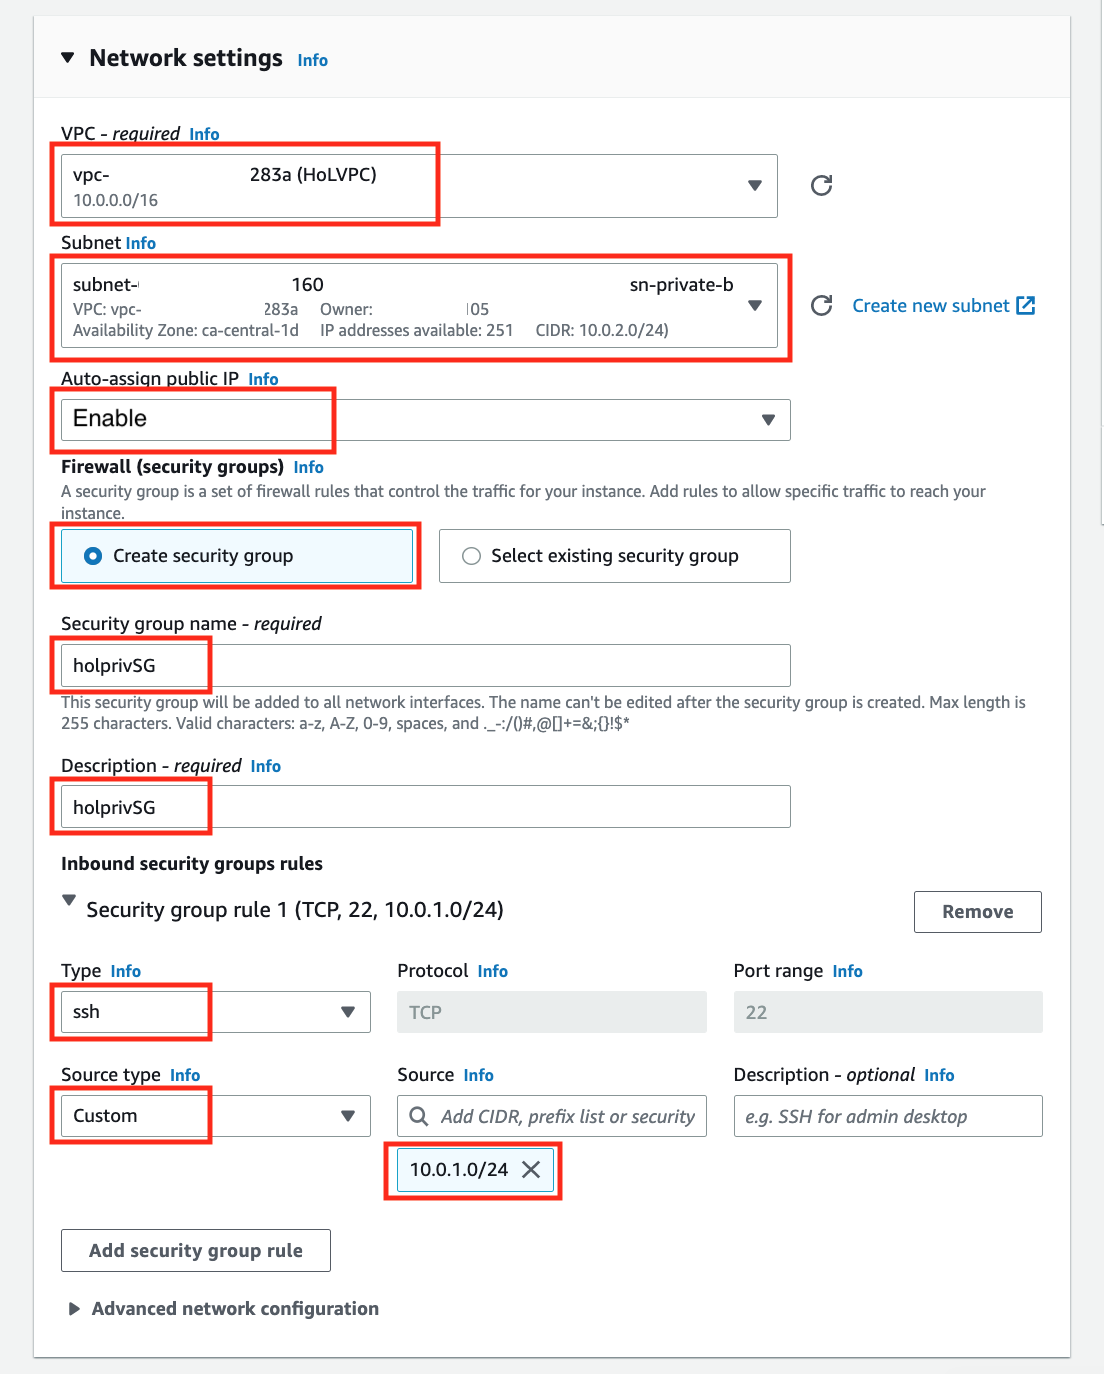 Network settings Info
VPC - required Info
vpc- 283a (HoLVPC)
10.0.0.0/16
Subnet Info
subnet- 160 sn-private-b
VPC: vpc- 283a Owner: 05
Availability Zone: ca-central-1d IP addresses available: 251 CIDR: 10.0.2.0/24)
Create new subnet
Auto-assign public IP Info
Enable
Firewall (security groups) Info
A security group is a set of firewall rules that control the traffic for your instance. Add rules to allow specific traffic to reach your
instance.
Create security group
Select existing security group
Security group name - required
holprivSG
This security group will be added to all network interfaces. The name can't be edited after the security group is created. Max length is
255 characters. Valid characters: a-z, A-Z, 0-9, spaces, and ._-:/()#,@[]+=&;{}!$*
Description - required Info
holprivSG
Inbound security groups rules
Security group rule 1 (TCP, 22, 10.0.1.0/24)
Remove
Type Info
Protocol Info
Port range Info
ssh
TCP
22
Source type Info
Source Info
Description - optional Info
Custom
Add CIDR, prefix list or security
e.g. SSH for admin desktop
10.0.1.0/24
Add security group rule
Advanced network configuration